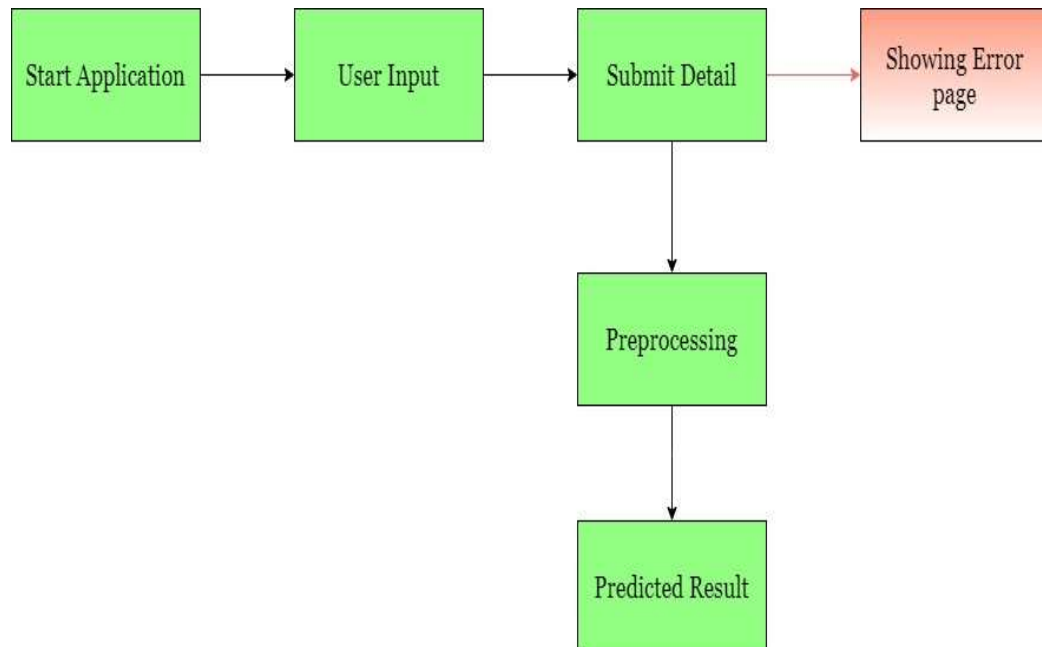 Start Application
User Input
Submit Detail
Showing Error
page
Preprocessing
Predicted Result